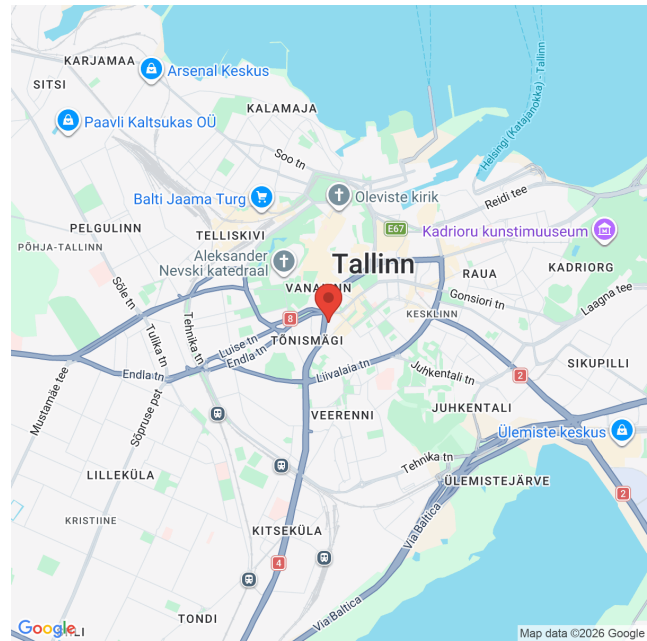 KARJAMAA
Arsenal Keskus
SITSI
KALAMAJA
Paavli Kaltsukas OÜ
Helsingi (Katajanokka) - Tallinn
Soo tn
Balti Jaama Turg
Oleviste kirik
Reidi tee
PELGULINN
TELLISKIVI
E67
Kadrioru kunstimuuseum
PÕHJA-TALLINN
Aleksander
Nevski katedraal
Tallinn
RAUA
KADRIORG
Sõle tn
VANALINN
Gonsiori tn
Laagna tee
Tulika tn
Tehnika tn
8
KESKLINN
Luise tn
Endla tn
TÕNISMÄGI
Endla tn
Liivalaia tn
Juhkentali tn
2
SIKUPILLI
Mustamäe tee
Sõpruse pst
VEERENNI
JUHKENTALI
Ülemiste keskus
Tehnika tn
LILLEKÜLA
ÜLEMISTEJÄRVE
2
KRISTIINE
KITSEKÜLA
Via Baltica
4
TONDI
Via Baltica
Google
Map data ©2026 Google